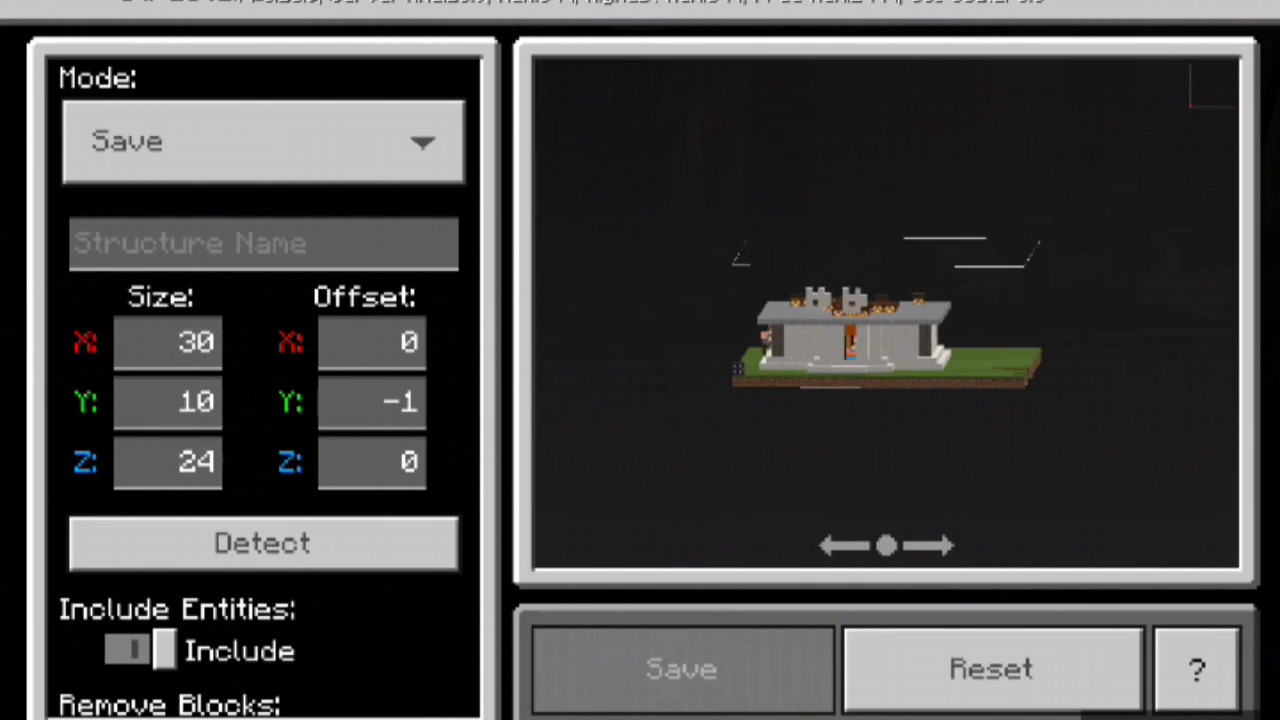 Mode:
Save
Structure Name
Size: Offset:
X: 30 X: 0
Y: 10 Y: -1
Z: 24 Z: 0
Detect
Include Entities:
Include
Remove Blocks:
Save Reset ?